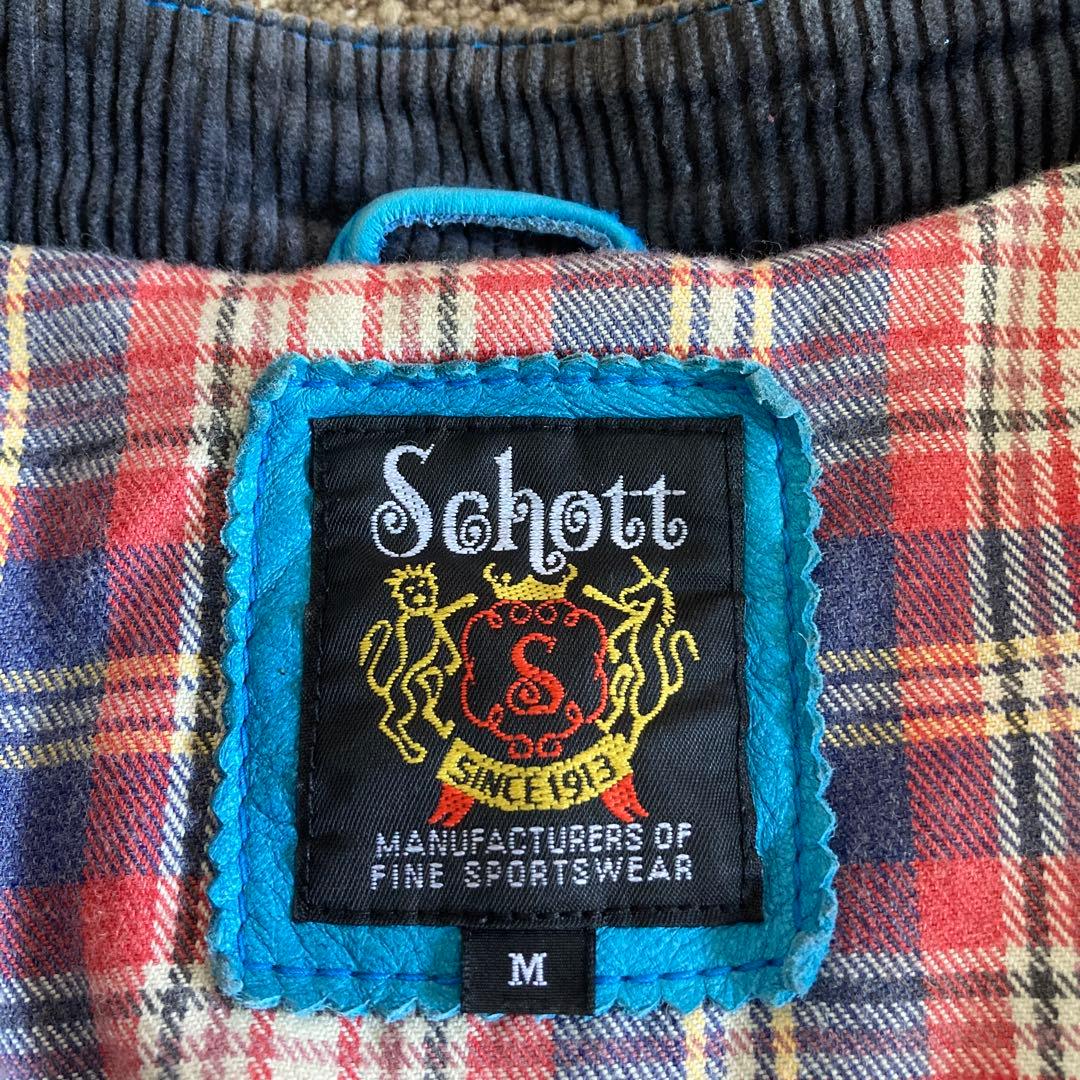 Schott
S
SINCE 1913
MANUFACTURERS OF
FINE SPORTSWEAR
M